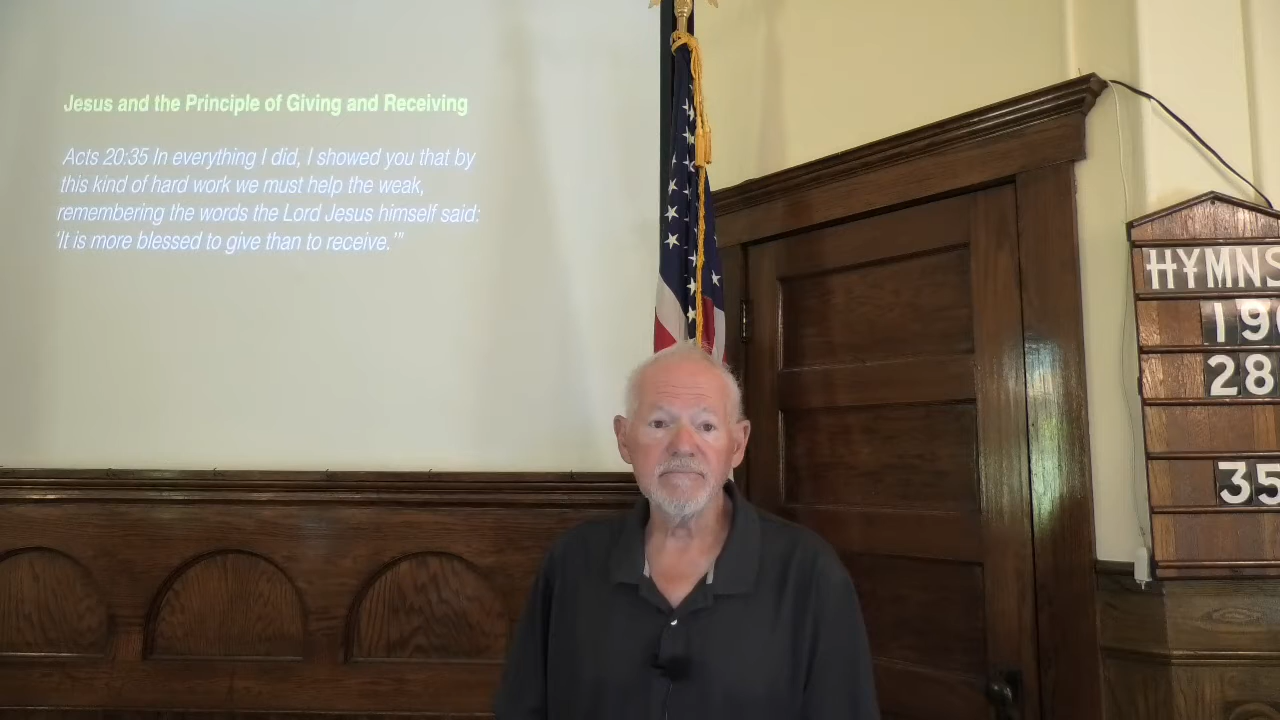 Jesus and the Principle of Giving and Receiving
Acts 20:35 In everything I did, I showed you that by
this kind of hard work we must help the weak,
remembering the words the Lord Jesus himself said:
'It is more blessed to give than to receive.'"
HYMNS
19
28
35